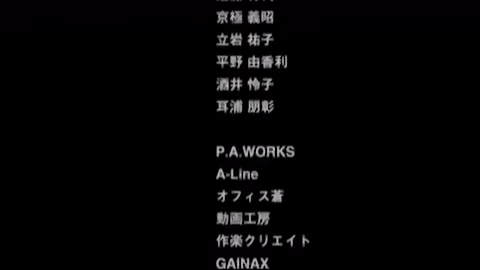 京極 義昭
立岩 祐子
平野 由香利
酒井 怜子
耳浦 朋彰
P.A.WORKS
A-Line
オフィス蒼
動画工房
作楽クリエイト
GAINAX